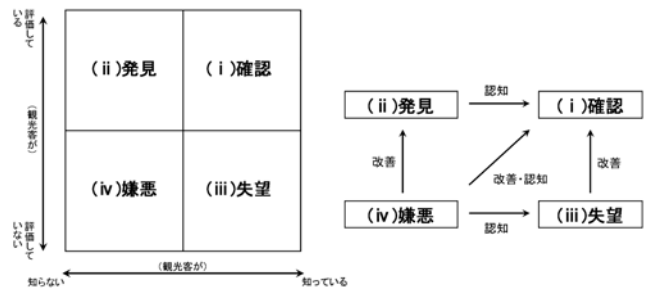 評価して
いる
(観光客が)
評価して
いない
(ⅱ)発見
(ⅰ)確認
(ⅳ)嫌悪
(ⅲ)失望
(観光客が)
知らない
知っている
(ⅱ)発見
認知
(ⅰ)確認
改善
改善・認知
改善
(ⅳ)嫌悪
認知
(ⅲ)失望